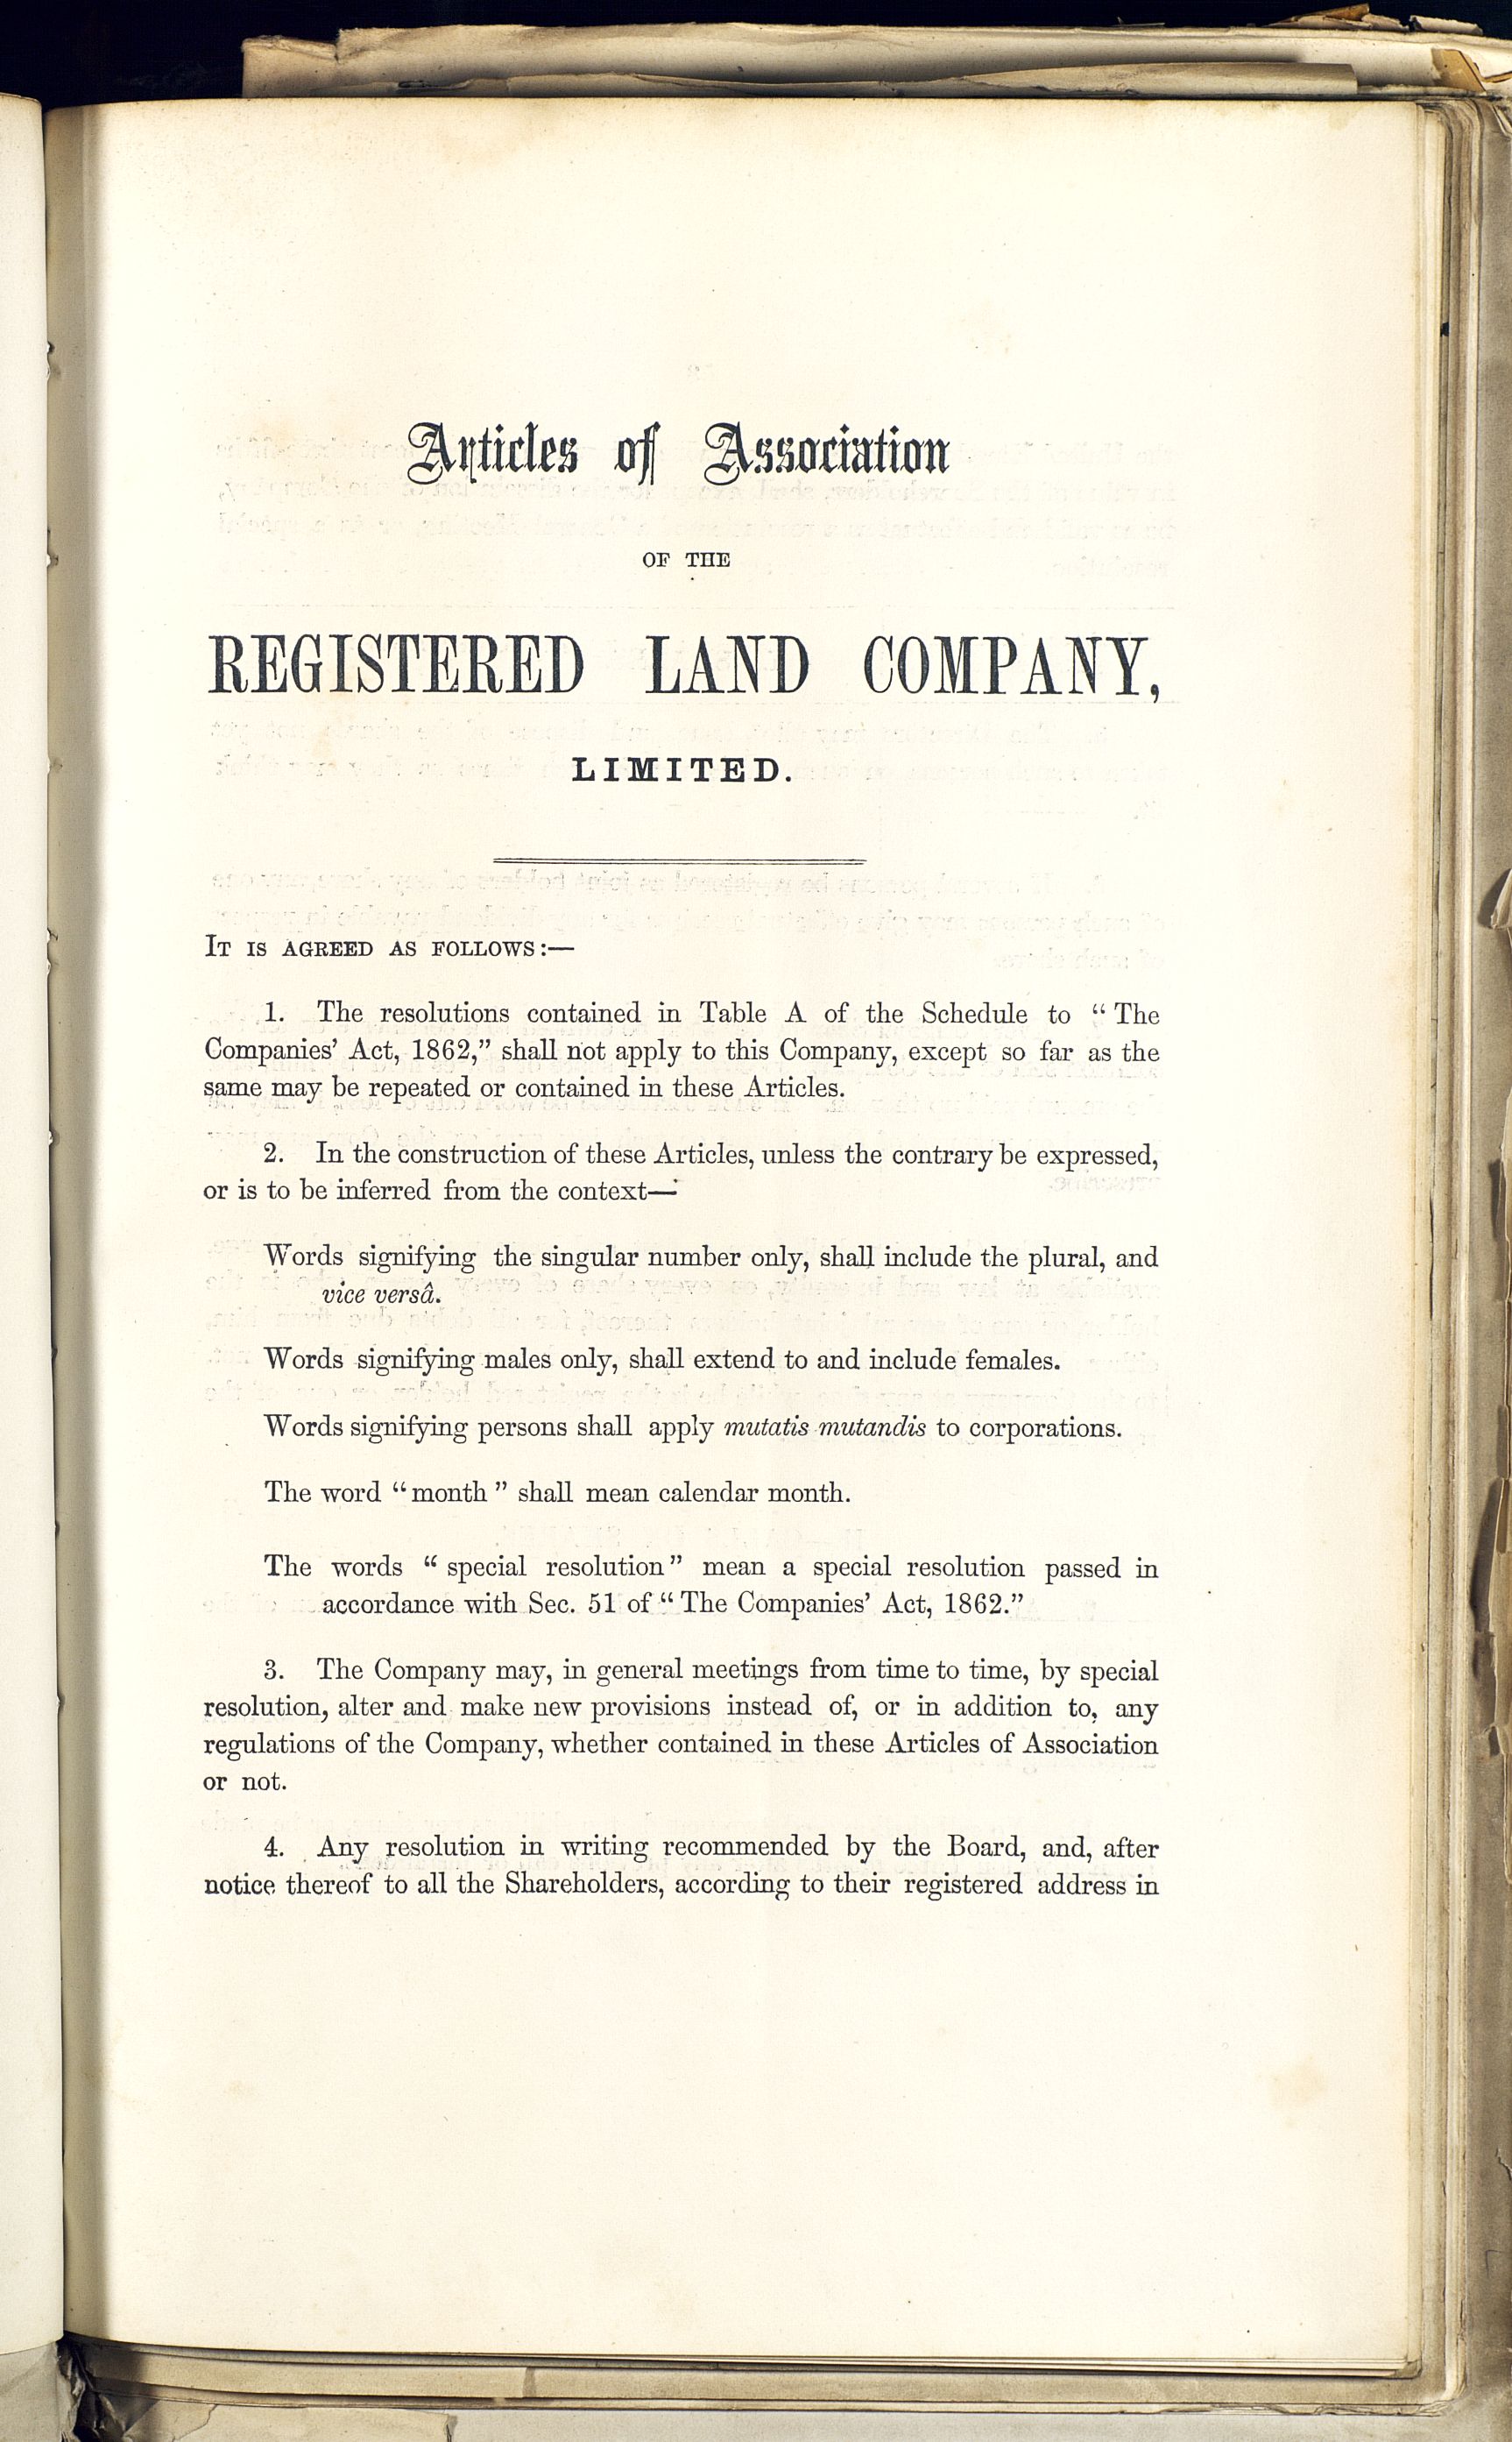 Articles of Association
OF THE
REGISTERED LAND COMPANY,
LIMITED.
IT IS AGREED AS FOLLOWS:—
1. The resolutions contained in Table A of the Schedule to “The
Companies’ Act, 1862,” shall not apply to this Company, except so far as the
same may be repeated or contained in these Articles.
2. In the construction of these Articles, unless the contrary be expressed,
or is to be inferred from the context—
Words signifying the singular number only, shall include the plural, and
vice versâ.
Words signifying males only, shall extend to and include females.
Words signifying persons shall apply mutatis mutandis to corporations.
The word “month” shall mean calendar month.
The words “special resolution” mean a special resolution passed in
accordance with Sec. 51 of “The Companies’ Act, 1862.”
3. The Company may, in general meetings from time to time, by special
resolution, alter and make new provisions instead of, or in addition to, any
regulations of the Company, whether contained in these Articles of Association
or not.
4. Any resolution in writing recommended by the Board, and, after
notice thereof to all the Shareholders, according to their registered address in